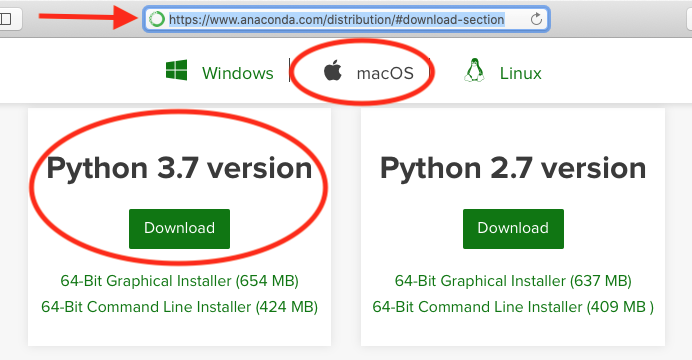 https://www.anaconda.com/distribution/#download-section
Windows
macOS
Linux
Python 3.7 version
Download
64-Bit Graphical Installer (654 MB)
64-Bit Command Line Installer (424 MB)
Python 2.7 version
Download
64-Bit Graphical Installer (637 MB)
64-Bit Command Line Installer (409 MB )